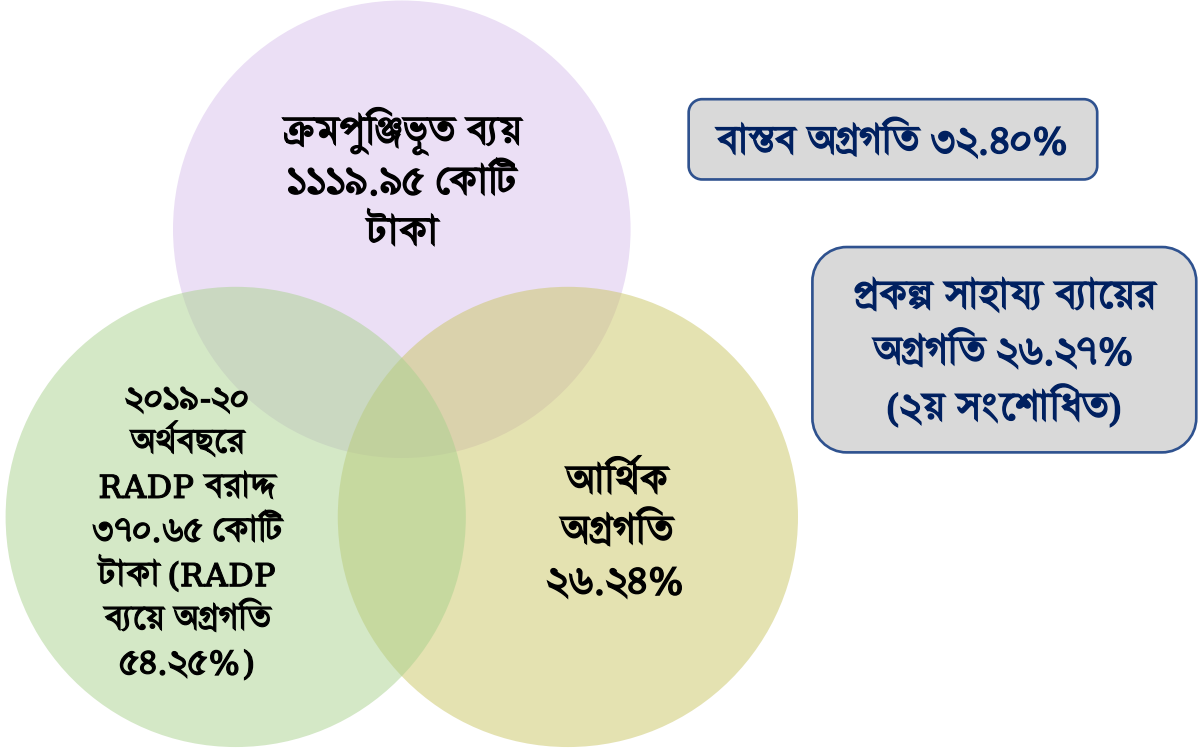 ক্রমপুঞ্জিভূত ব্যয়
১১১৯.৯৫ কোটি
টাকা
বাস্তব অগ্রগতি ৩২.৪০%
প্রকল্প সাহায্য ব্যায়ের
অগ্রগতি ২৬.২৭%
(২য় সংশোধিত)
২০১৯-২০
অর্থবছরে
RADP বরাদ্দ
৩৭০.৬৫ কোটি
টাকা (RADP
ব্যয়ে অগ্রগতি
৫৪.২৫%)
আর্থিক
অগ্রগতি
২৬.২৪%